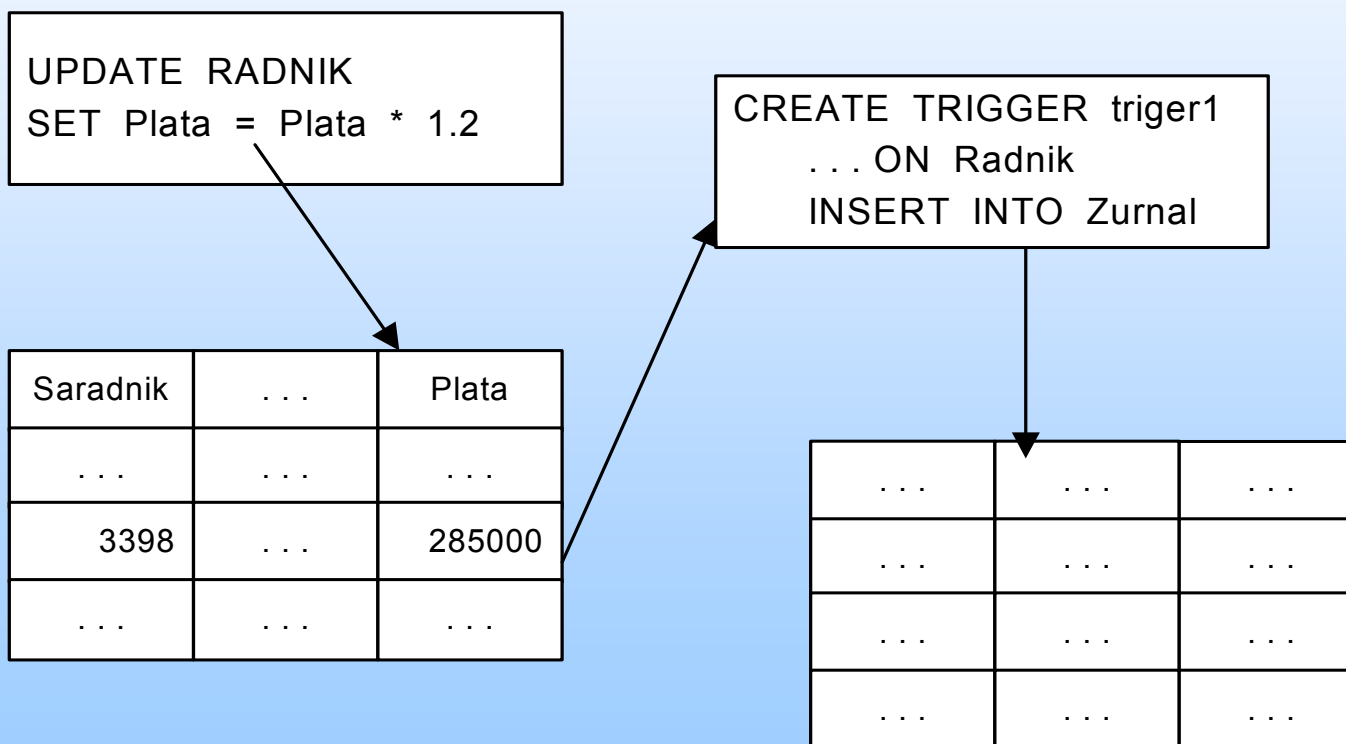 UPDATE RADNIK
SET Plata = Plata * 1.2
CREATE TRIGGER triger1
. . . ON Radnik
INSERT INTO Zurnal
Saradnik . . . Plata
. . . . . . . . .
3398 . . . 285000
. . . . . . . . .
. . . . . . . . .
. . . . . . . . .
. . . . . . . . .
. . . . . . . . .